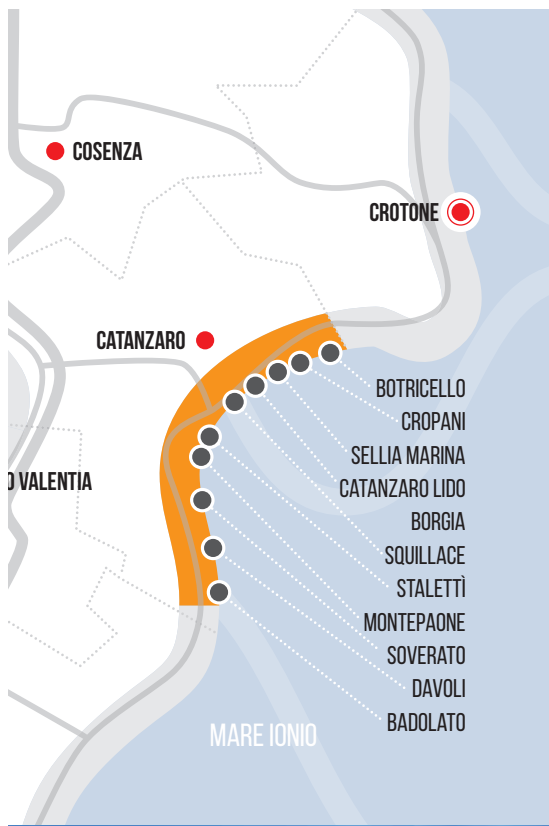 COSENZA
CROTONE
CATANZARO
O VALENTIA
BOTRICELLO
CROPANI
SELLIA MARINA
CATANZARO LIDO
BORGIA
SQUILLACE
STALETTÌ
MONTEPAONE
SOVERATO
DAVOLI
BADOLATO
MARE IONIO